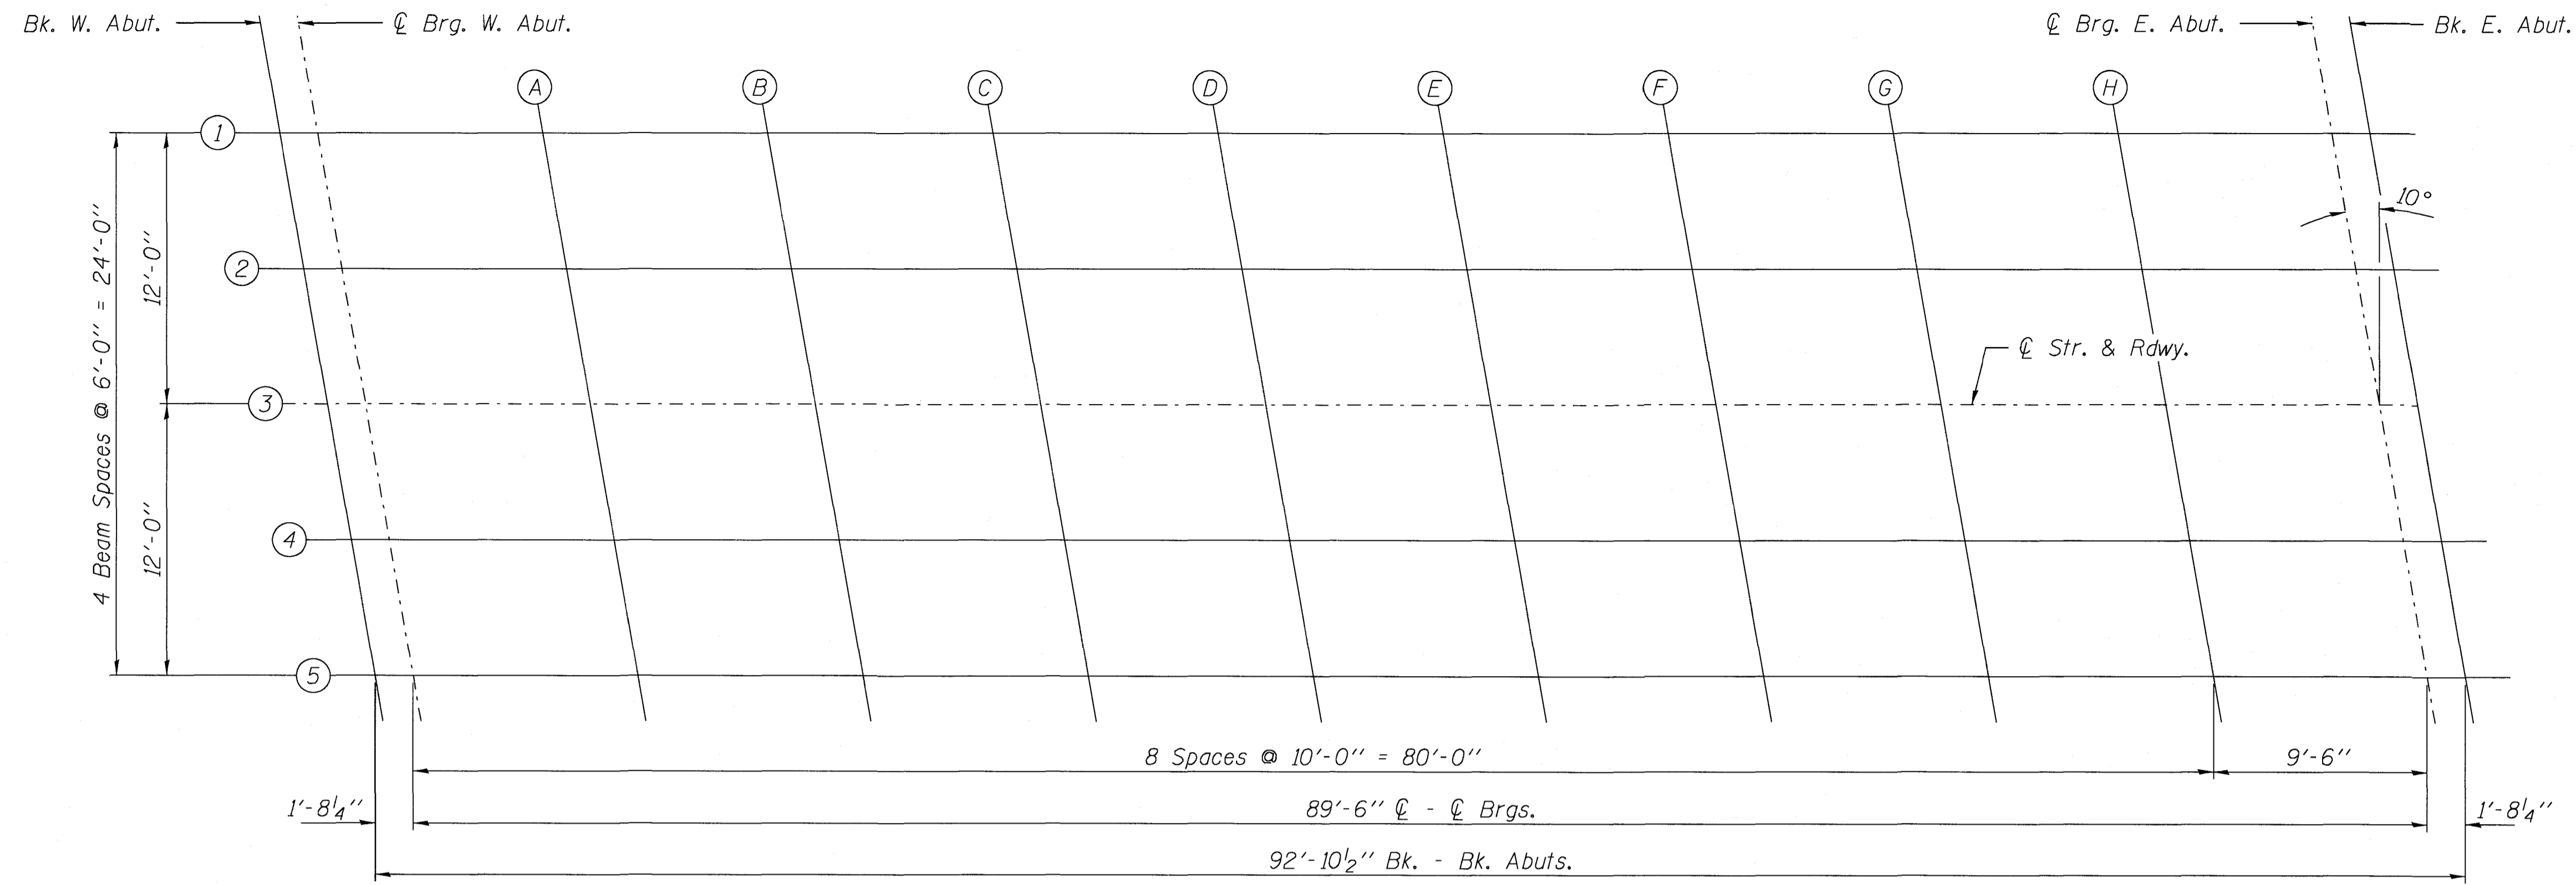 Bk. W. Abut.
℄ Brg. W. Abut.
℄ Brg. E. Abut.
Bk. E. Abut.
A
B
C
D
E
F
G
H
1
10°
2
4 Beam Spaces @ 6'-0" = 24'-0"
12'-0"
℄ Str. & Rdwy.
3
12'-0"
4
5
8 Spaces @ 10'-0" = 80'-0"
9'-6"
1'-8¼"
89'-6" ℄ - ℄ Brgs.
1'-8¼"
92'-10½" Bk. - Bk. Abuts.